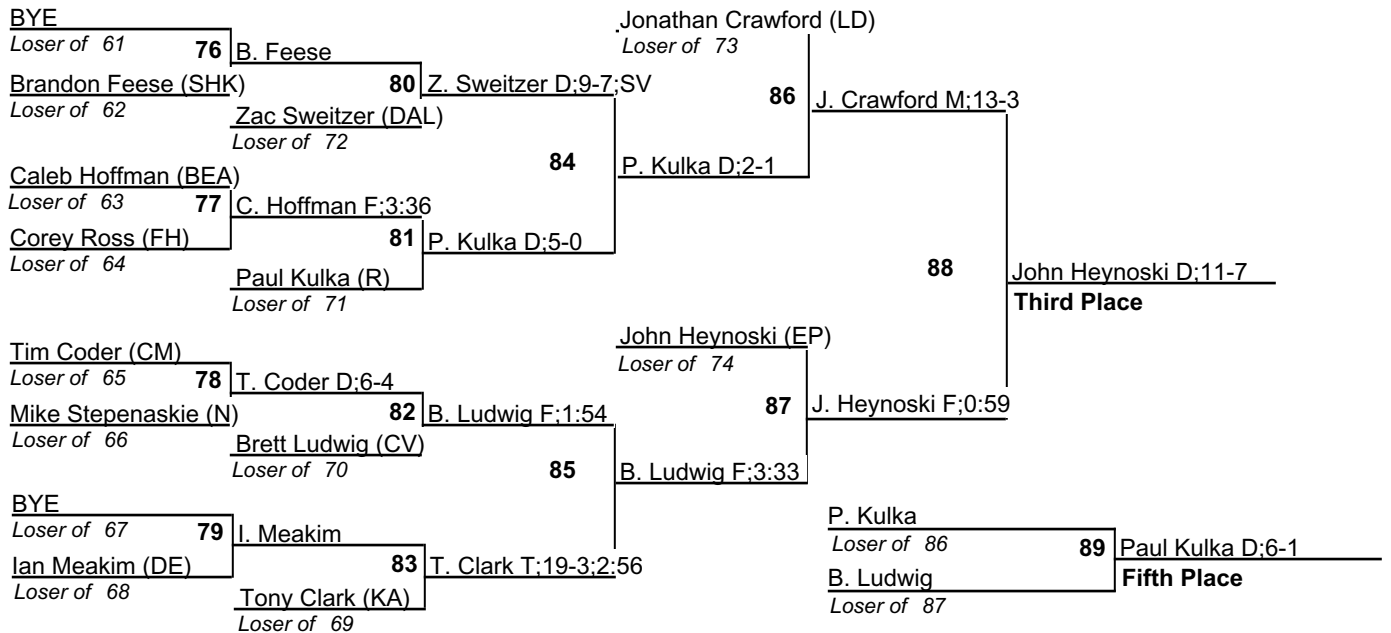 BYE
Loser of 61
76
B. Feese
Brandon Feese (SHK)
Loser of 62
80
Z. Sweitzer D;9-7;SV
Zac Sweitzer (DAL)
Loser of 72
Caleb Hoffman (BEA)
Loser of 63
77
C. Hoffman F;3:36
Corey Ross (FH)
Loser of 64
81
P. Kulka D;5-0
Paul Kulka (R)
Loser of 71
84
P. Kulka D;2-1
Jonathan Crawford (LD)
Loser of 73
86
J. Crawford M;13-3
Tim Coder (CM)
Loser of 65
78
T. Coder D;6-4
Mike Stepenaskie (N)
Loser of 66
82
B. Ludwig F;1:54
Brett Ludwig (CV)
Loser of 70
BYE
Loser of 67
79
I. Meakim
Ian Meakim (DE)
Loser of 68
83
T. Clark T;19-3;2:56
Tony Clark (KA)
Loser of 69
85
B. Ludwig F;3:33
John Heynoski (EP)
Loser of 74
87
J. Heynoski F;0:59
88
John Heynoski D;11-7
Third Place
P. Kulka
Loser of 86
89
Paul Kulka D;6-1
Fifth Place
B. Ludwig
Loser of 87